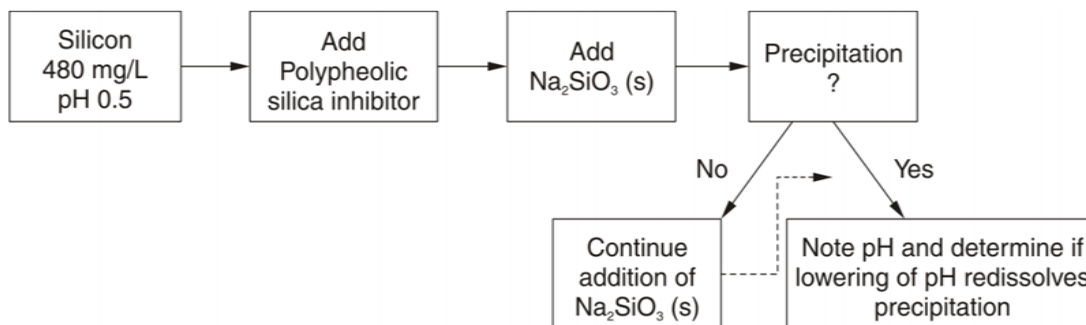 Silicon
480 mg/L
pH 0.5
Add
Polypheolic
silica inhibitor
Add
Na₂SiO₃ (s)
Precipitation
?
No
Yes
Continue
addition of
Na₂SiO₃ (s)
Note pH and determine if
lowering of pH redissolves
precipitation